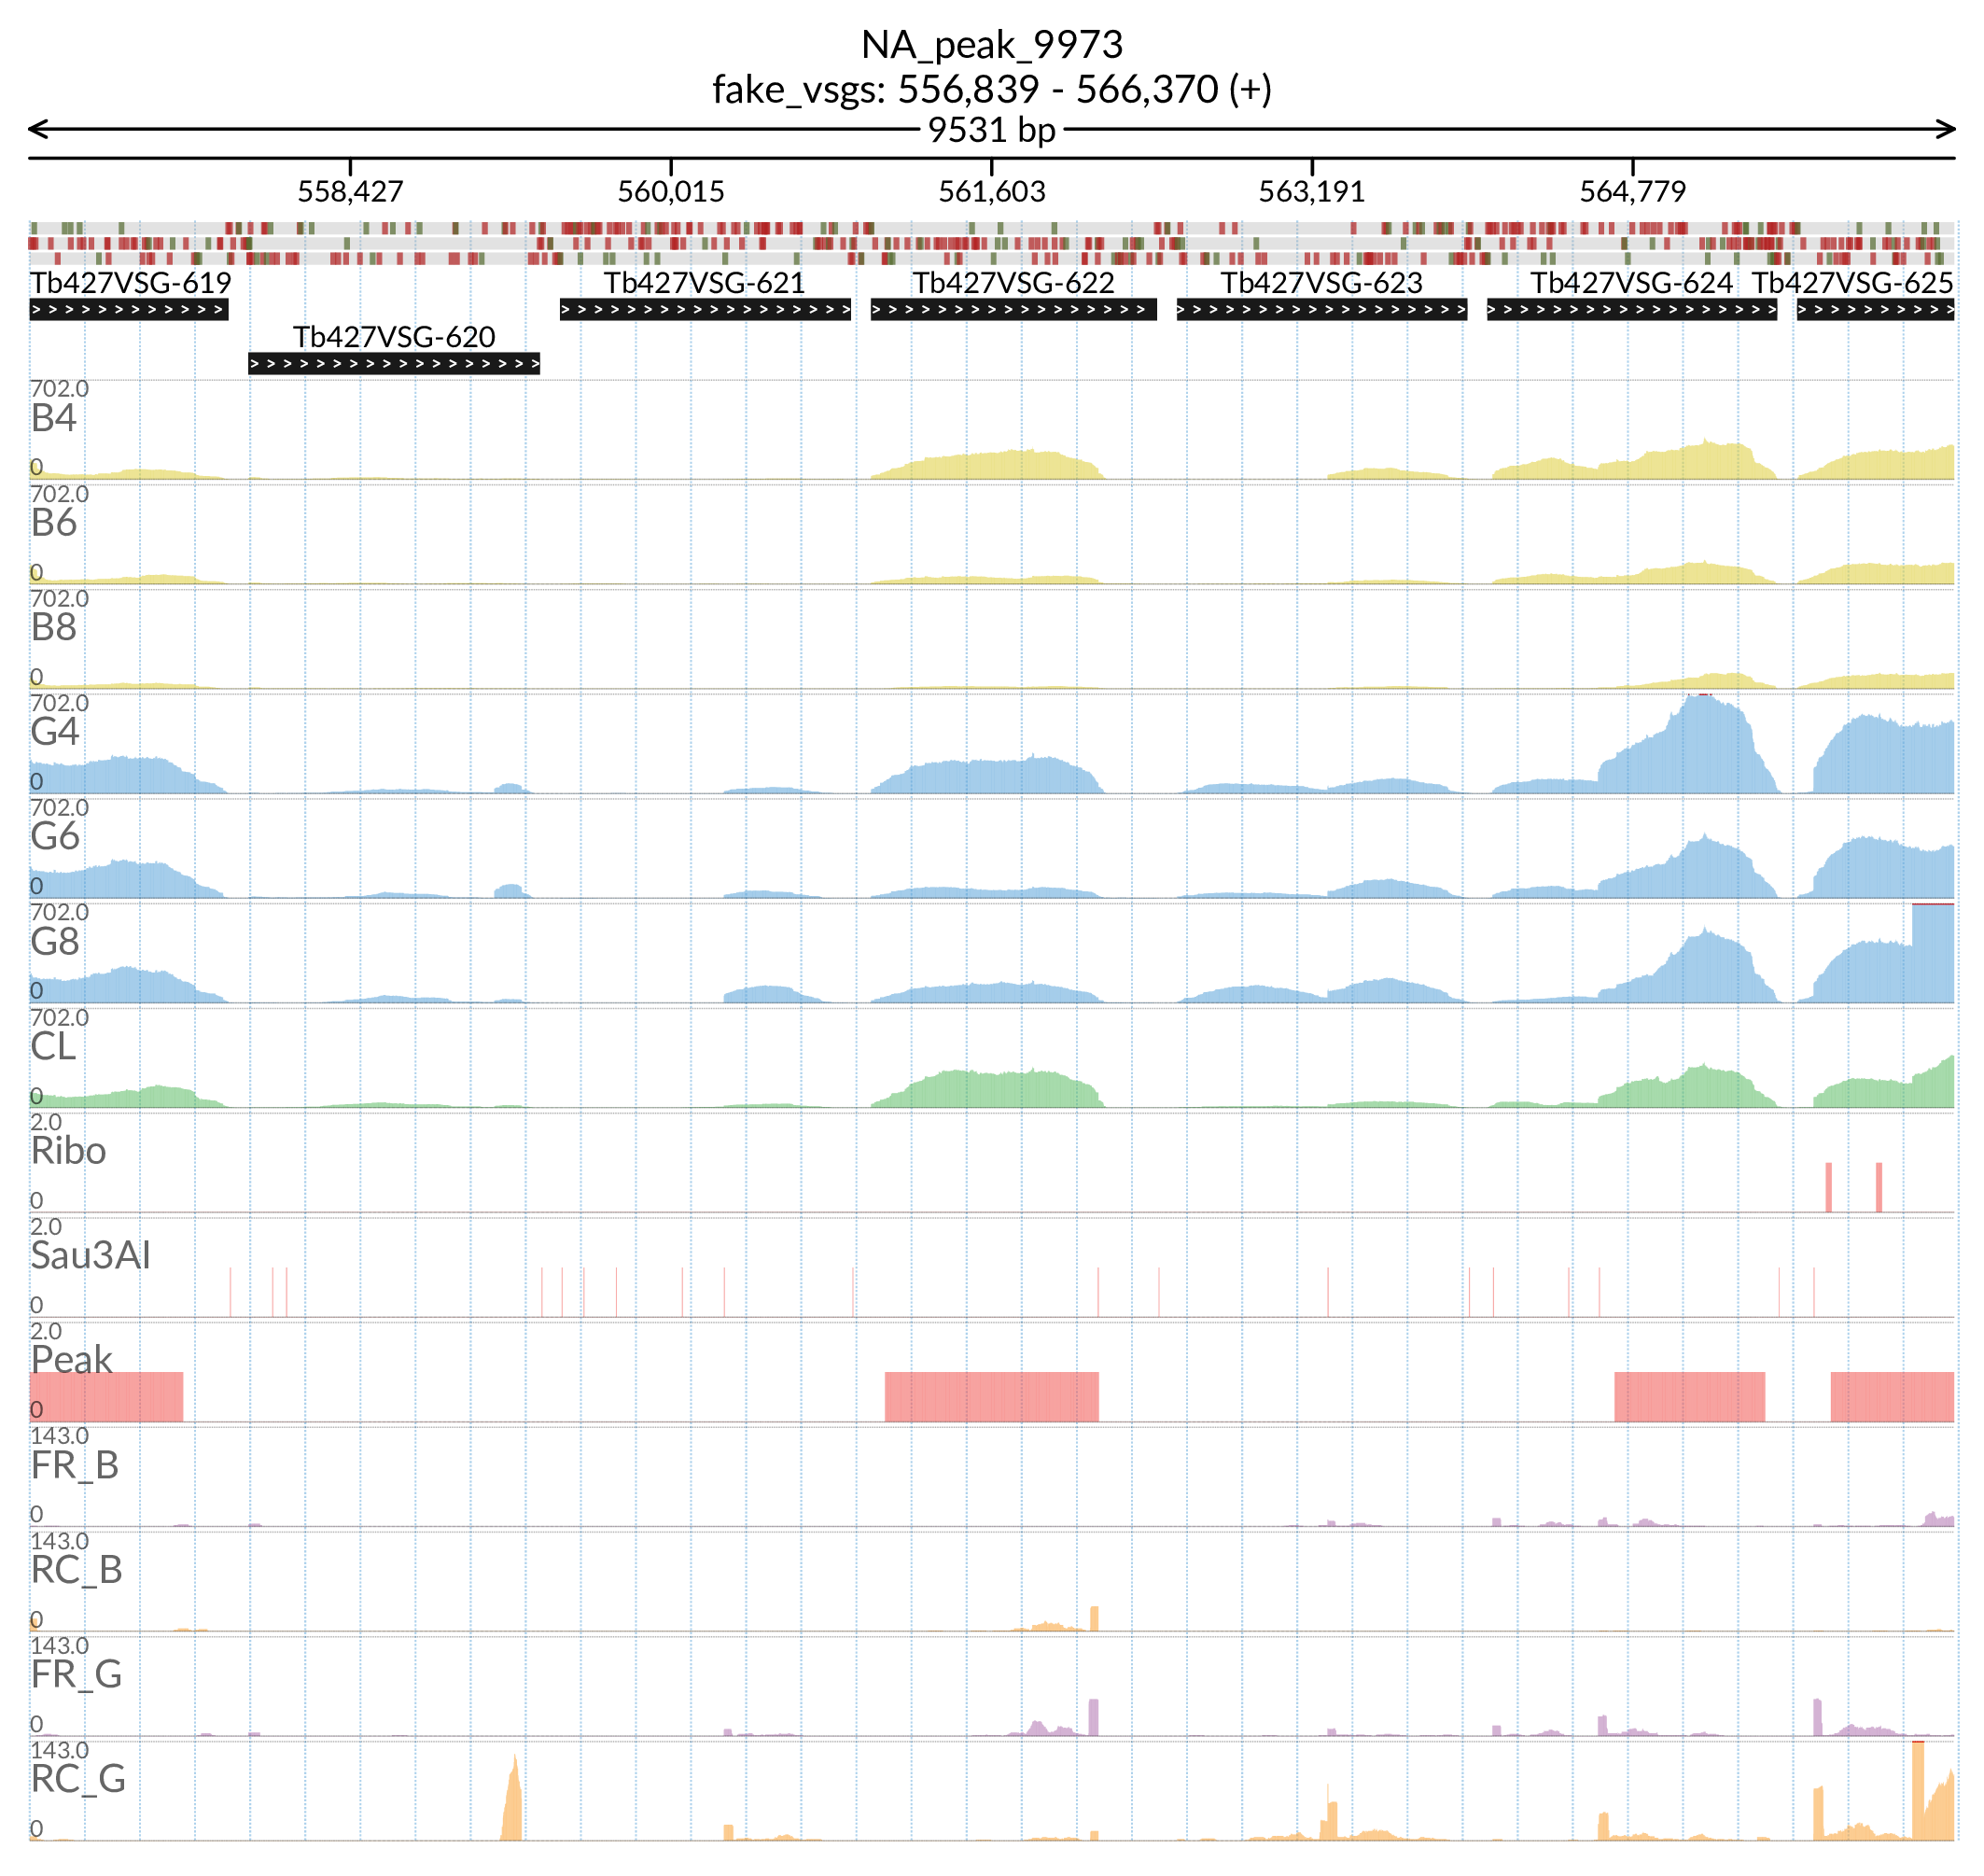 NA_peak_9973
fake_vsgs: 556,839 - 566,370 (+)
9531 bp
558,427 560,015 561,603 563,191 564,779
Tb427VSG-619 Tb427VSG-621 Tb427VSG-622 Tb427VSG-623 Tb427VSG-624 Tb427VSG-625
Tb427VSG-620
702.0
B4
0
702.0
B6
0
702.0
B8
0
702.0
G4
0
702.0
G6
0
702.0
G8
0
702.0
CL
0
2.0
Ribo
0
2.0
Sau3AI
0
2.0
Peak
0
143.0
FR_B
0
143.0
RC_B
0
143.0
FR_G
0
143.0
RC_G
0